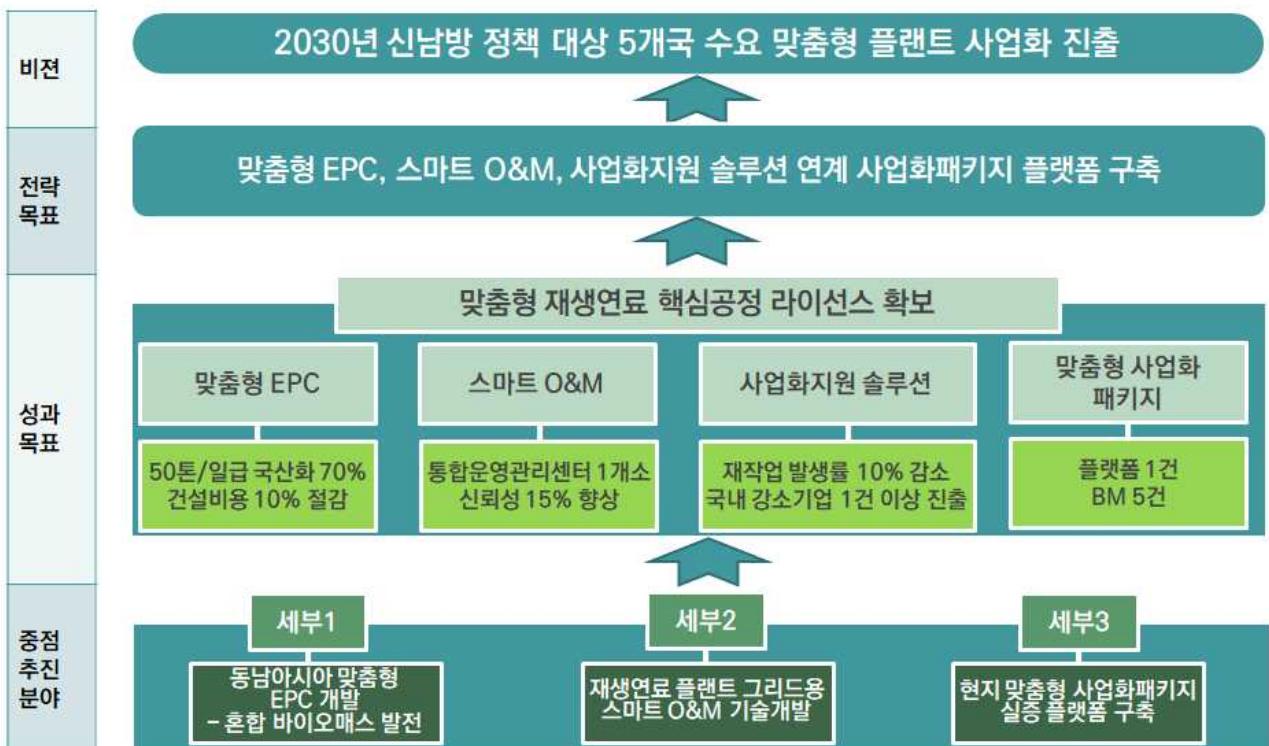 비젼
2030년 신남방 정책 대상 5개국 수요 맞춤형 플랜트 사업화 진출
전략
목표
맞춤형 EPC, 스마트 O&M, 사업화지원 솔루션 연계 사업화패키지 플랫폼 구축
성과
목표
맞춤형 재생연료 핵심공정 라이선스 확보
맞춤형 EPC
50톤/일급 국산화 70%
건설비용 10% 절감
스마트 O&M
통합운영관리센터 1개소
신뢰성 15% 향상
사업화지원 솔루션
재작업 발생률 10% 감소
국내 강소기업 1건 이상 진출
맞춤형 사업화
패키지
플랫폼 1건
BM 5건
중점
추진
분야
세부1
동남아시아 맞춤형
EPC 개발
– 혼합 바이오매스 발전
세부2
재생연료 플랜트 그리드용
스마트 O&M 기술개발
세부3
현지 맞춤형 사업화패키지
실증 플랫폼 구축